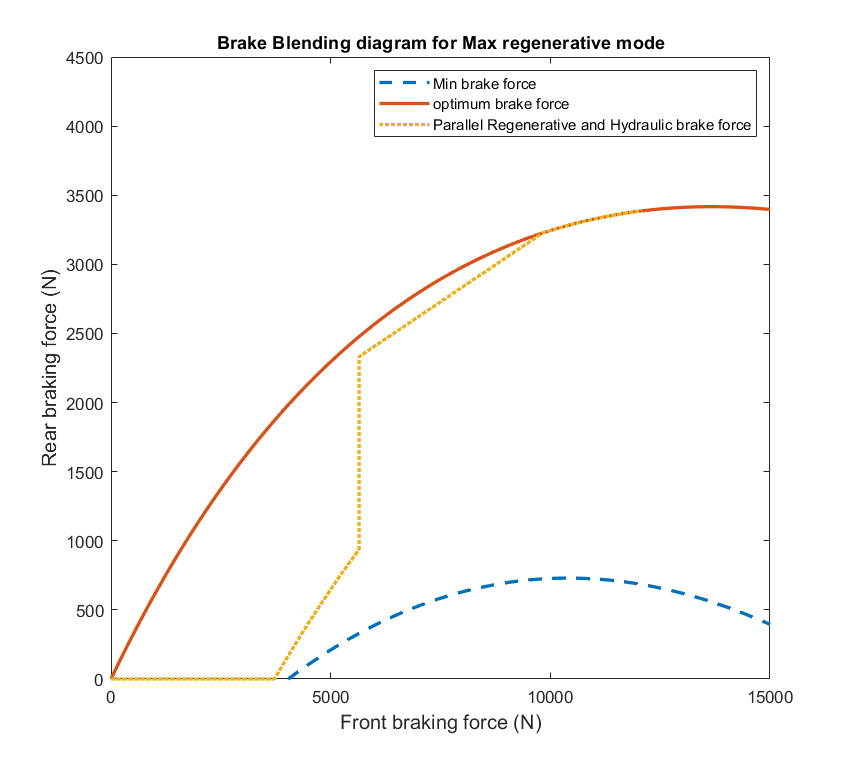 Brake Blending diagram for Max regenerative mode
Min brake force
optimum brake force
Parallel Regenerative and Hydraulic brake force
4500
4000
3500
3000
2500
2000
1500
1000
500
0
Rear braking force (N)
0 5000 10000 15000
Front braking force (N)